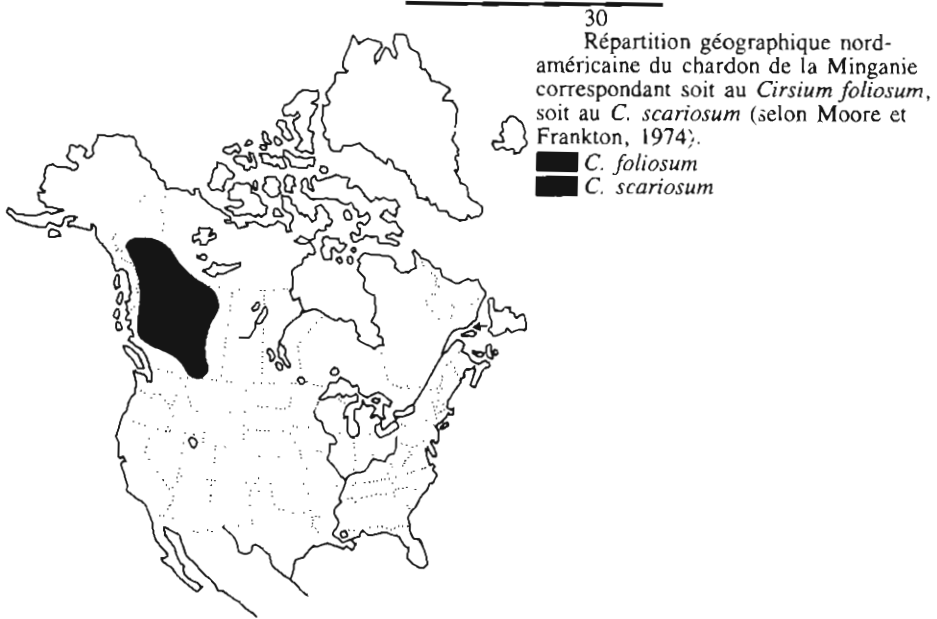 30
Répartition géographique nord-
américaine du chardon de la Minganie
correspondant soit au Cirsium foliosum,
soit au C. scariosum (selon Moore et
Frankton, 1974).
C. foliosum
C. scariosum